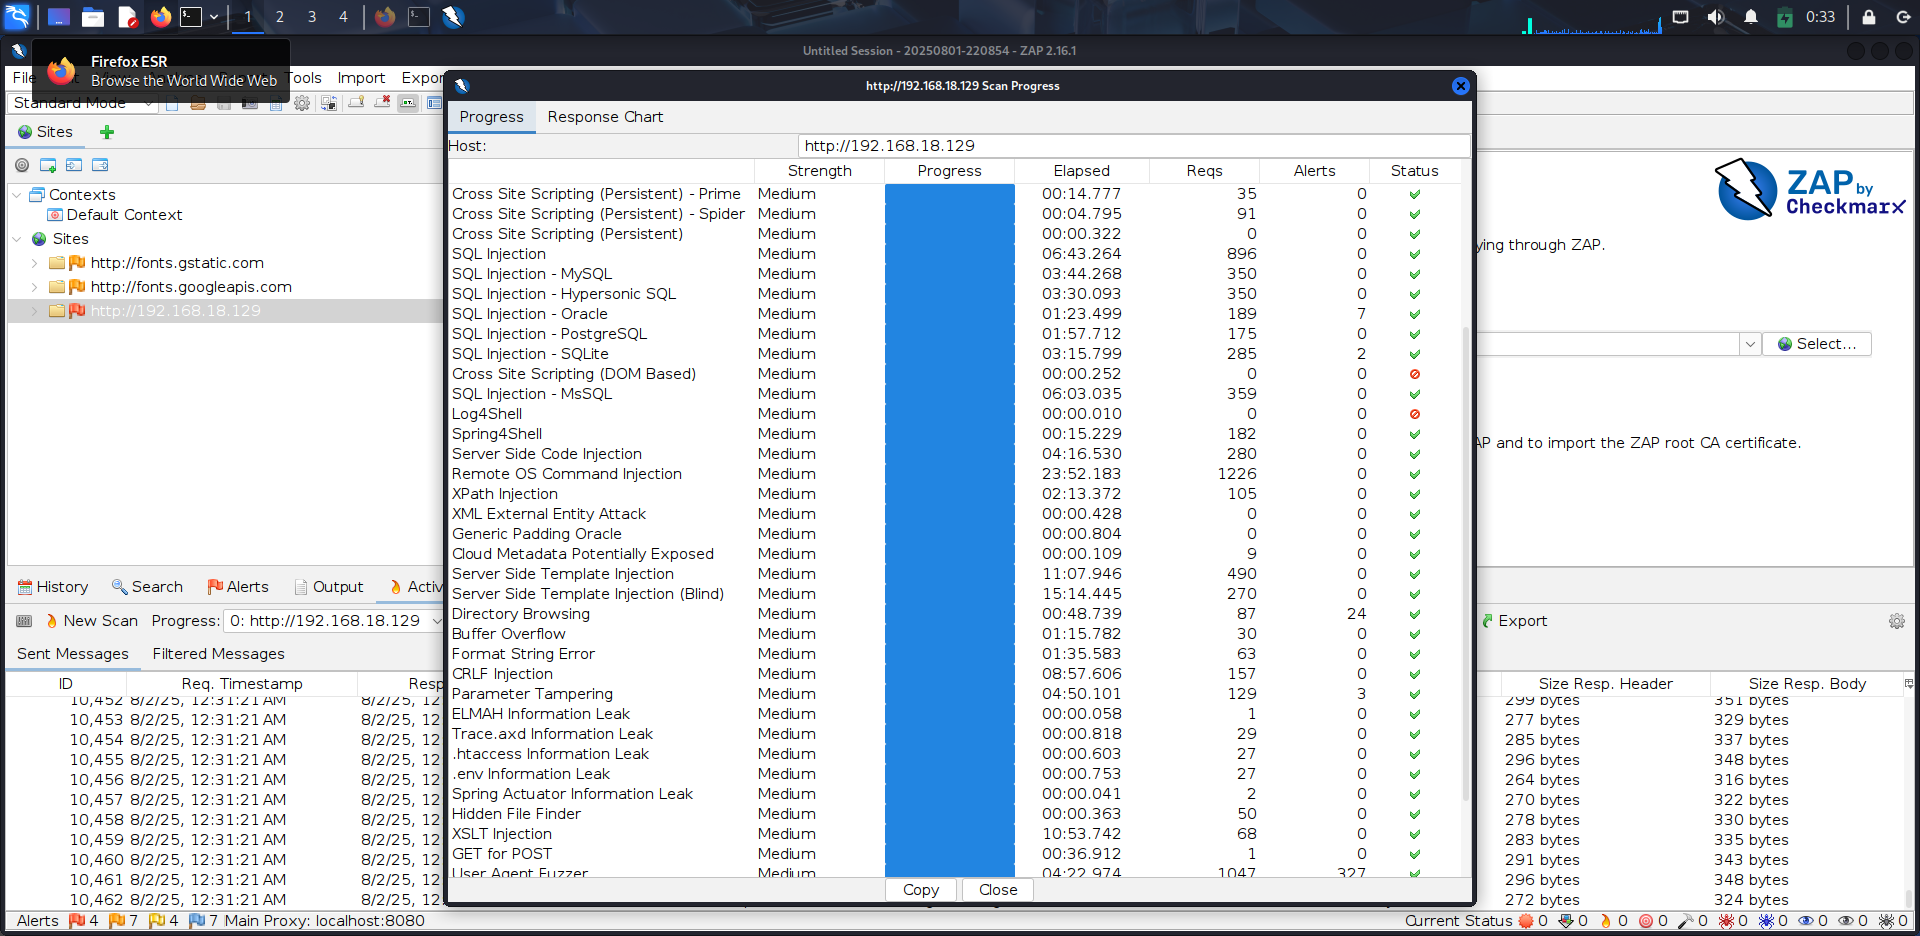 1 2 3 4 0:33
Untitled Session - 20250801-220854 - ZAP 2.16.1
Firefox ESR
Browse the World Wide Web
File Tools Import Expor
Standard Mode
http://192.168.18.129 Scan Progress
Progress Response Chart
Host: http://192.168.18.129
Strength Progress Elapsed Reqs Alerts Status
Cross Site Scripting (Persistent) - Prime Medium 00:14.777 35 0
Cross Site Scripting (Persistent) - Spider Medium 00:04.795 91 0
Cross Site Scripting (Persistent) Medium 00:00.322 0 0
SQL Injection Medium 06:43.264 896 0
SQL Injection - MySQL Medium 03:44.268 350 0
SQL Injection - Hypersonic SQL Medium 03:30.093 350 0
SQL Injection - Oracle Medium 01:23.499 189 7
SQL Injection - PostgreSQL Medium 01:57.712 175 0
SQL Injection - SQLite Medium 03:15.799 285 2
Cross Site Scripting (DOM Based) Medium 00:00.252 0 0
SQL Injection - MsSQL Medium 06:03.035 359 0
Log4Shell Medium 00:00.010 0 0
Spring4Shell Medium 00:15.229 182 0
Server Side Code Injection Medium 04:16.530 280 0
Remote OS Command Injection Medium 23:52.183 1226 0
XPath Injection Medium 02:13.372 105 0
XML External Entity Attack Medium 00:00.428 0 0
Generic Padding Oracle Medium 00:00.804 0 0
Cloud Metadata Potentially Exposed Medium 00:00.109 9 0
Server Side Template Injection Medium 11:07.946 490 0
Server Side Template Injection (Blind) Medium 15:14.445 270 0
Directory Browsing Medium 00:48.739 87 24
Buffer Overflow Medium 01:15.782 30 0
Format String Error Medium 01:35.583 63 0
CRLF Injection Medium 08:57.606 157 0
Parameter Tampering Medium 04:50.101 129 3
ELMAH Information Leak Medium 00:00.058 1 0
Trace.axd Information Leak Medium 00:00.818 29 0
.htaccess Information Leak Medium 00:00.603 27 0
.env Information Leak Medium 00:00.753 27 0
Spring Actuator Information Leak Medium 00:00.041 2 0
Hidden File Finder Medium 00:00.363 50 0
XSLT Injection Medium 10:53.742 68 0
GET for POST Medium 00:36.912 1 0
User Agent Fuzzer Medium 04:22.974 1047 327
Copy Close
Sites
Contexts
Default Context
Sites
http://fonts.gstatic.com
http://fonts.googleapis.com
http://192.168.18.129
ZAP by Checkmarx
ying through ZAP.
Select...
AP and to import the ZAP root CA certificate.
History Search Alerts Output Activ
New Scan Progress: 0: http://192.168.18.129 Export
Sent Messages Filtered Messages
ID Req. Timestamp Resp Size Resp. Header Size Resp. Body
10,452 8/2/25, 12:31:21 AM 8/2/25, 12 299 bytes 351 bytes
10,453 8/2/25, 12:31:21 AM 8/2/25, 12 277 bytes 329 bytes
10,454 8/2/25, 12:31:21 AM 8/2/25, 12 285 bytes 337 bytes
10,455 8/2/25, 12:31:21 AM 8/2/25, 12 296 bytes 348 bytes
10,456 8/2/25, 12:31:21 AM 8/2/25, 12 264 bytes 316 bytes
10,457 8/2/25, 12:31:21 AM 8/2/25, 12 270 bytes 322 bytes
10,458 8/2/25, 12:31:21 AM 8/2/25, 12 278 bytes 330 bytes
10,459 8/2/25, 12:31:21 AM 8/2/25, 12 283 bytes 335 bytes
10,460 8/2/25, 12:31:21 AM 8/2/25, 12 291 bytes 343 bytes
10,461 8/2/25, 12:31:21 AM 8/2/25, 12 296 bytes 348 bytes
10,462 8/2/25, 12:31:21 AM 8/2/25, 12 272 bytes 324 bytes
Alerts 4 7 4 7 Main Proxy: localhost:8080 Current Status 0 0 0 0 0 0 0 0 0 0